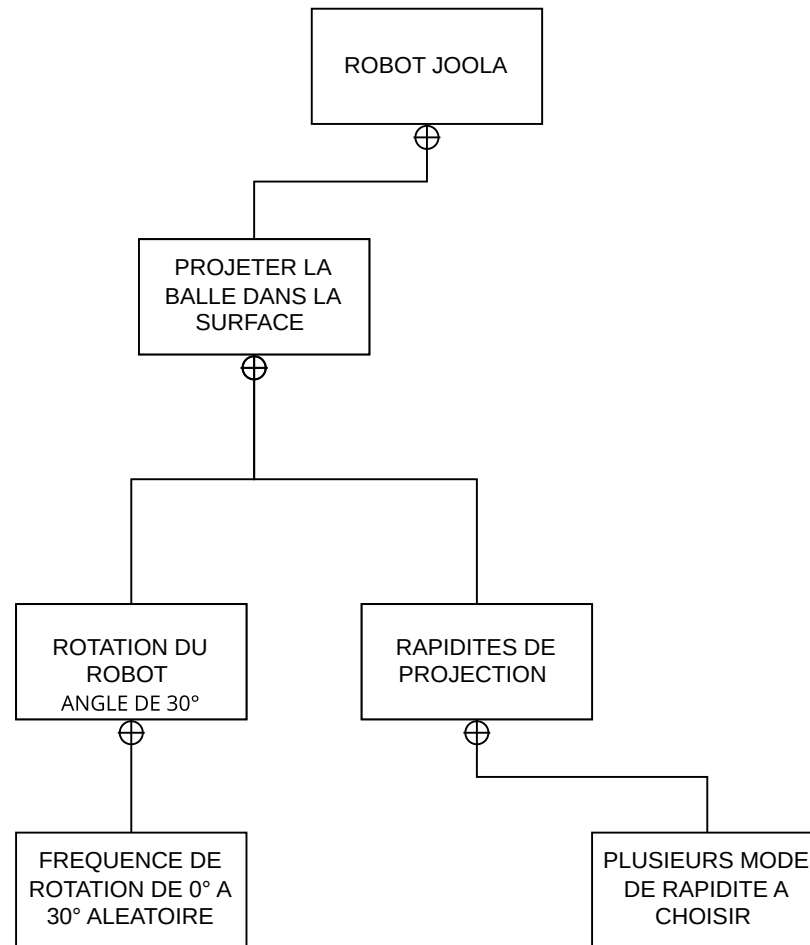 ROBOT JOOLA
PROJETER LA
BALLE DANS LA
SURFACE
ROTATION DU
ROBOT
ANGLE DE 30°
RAPIDITES DE
PROJECTION
FREQUENCE DE
ROTATION DE 0° A
30° ALEATOIRE
PLUSIEURS MODE
DE RAPIDITE A
CHOISIR